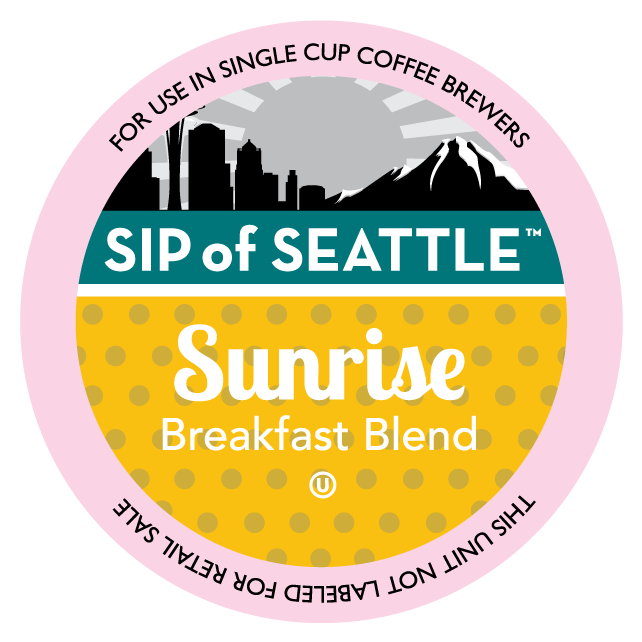 FOR USE IN SINGLE CUP COFFEE BREWERS
SIP of SEATTLE™
Sunrise
Breakfast Blend
U
THIS UNIT NOT LABELED FOR RETAIL SALE